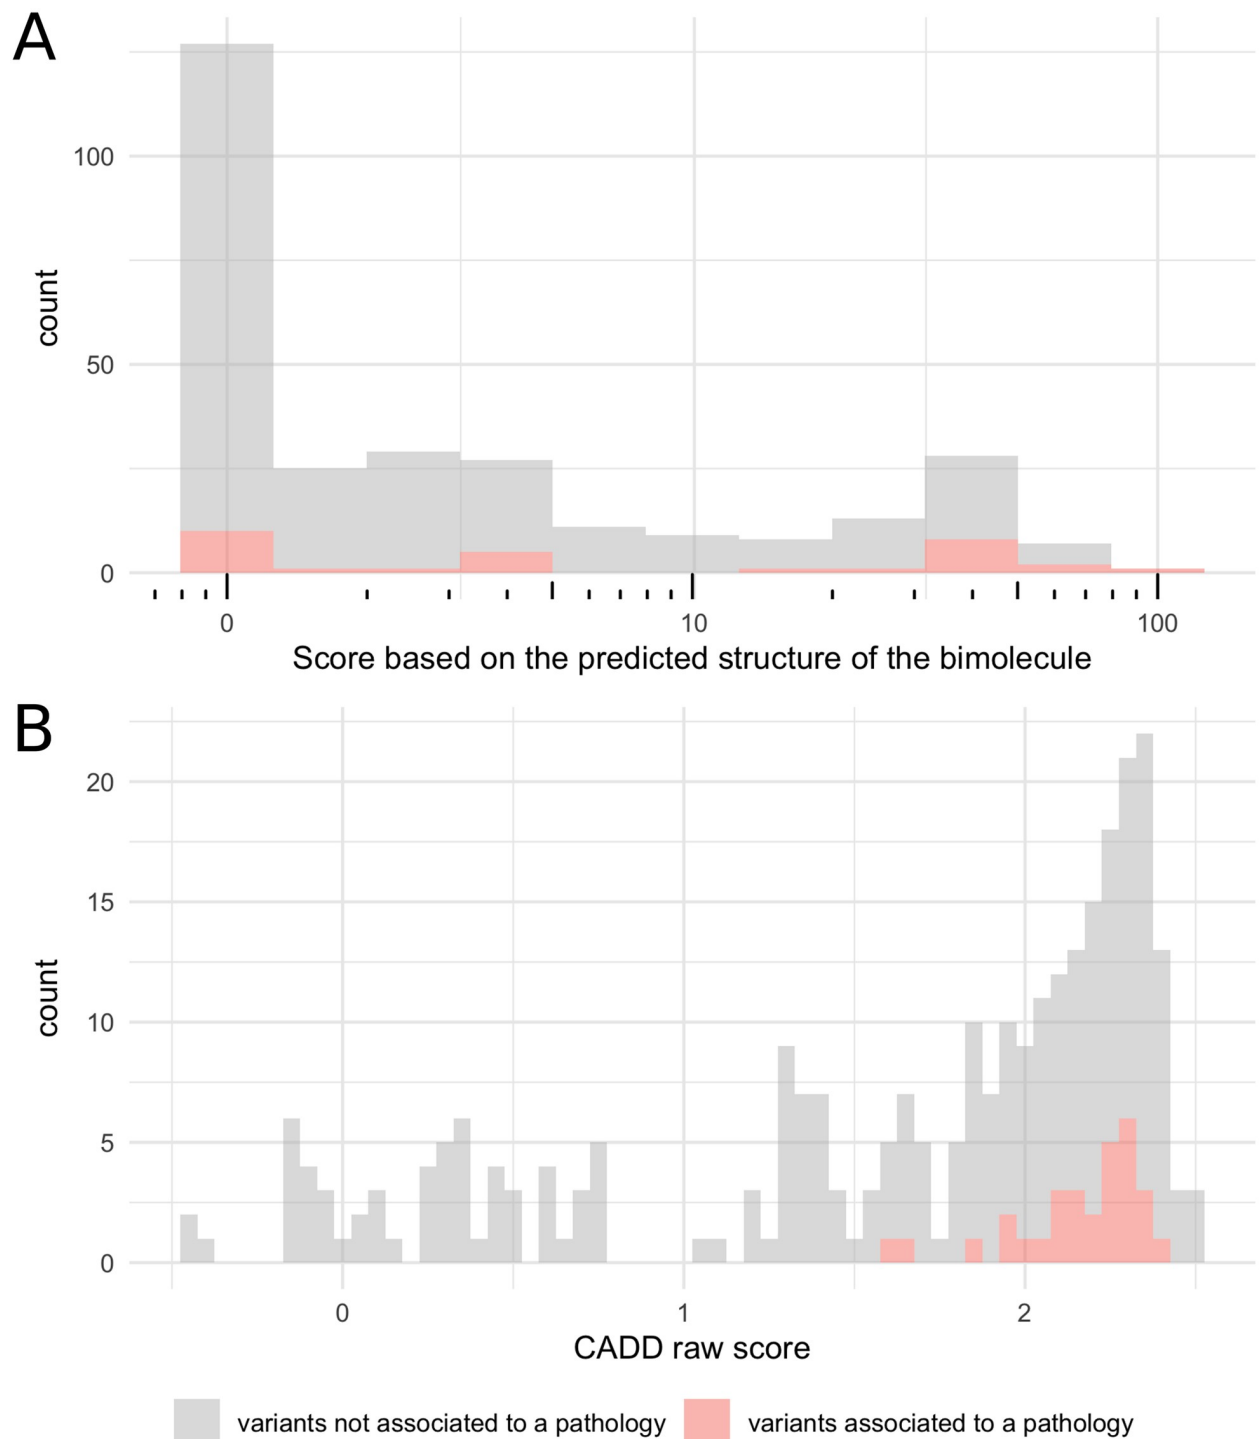 A
100
50
0
count
0 10 100
Score based on the predicted structure of the bimolecule
B
20
15
10
5
0
count
0 1 2
CADD raw score
variants not associated to a pathology variants associated to a pathology